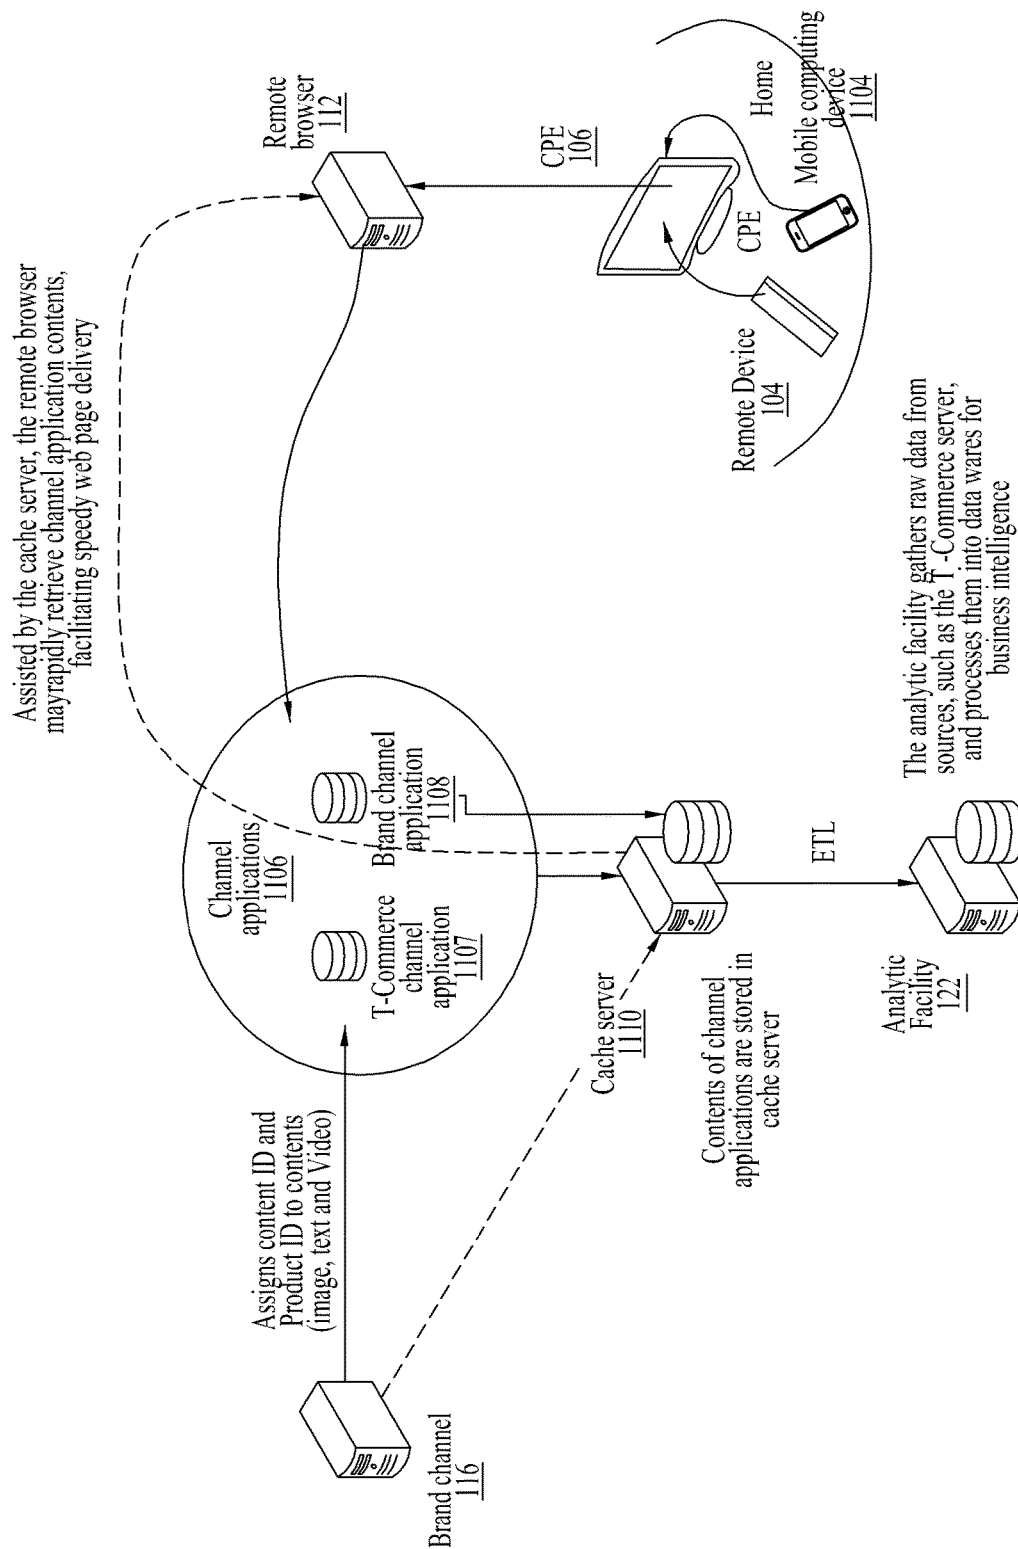 Assisted by the cache server, the remote browser
mayrapidly retrieve channel application contents,
facilitating speedy web page delivery
Remote
browser
112
Channel
applications
1106
Assigns content ID and
Product ID to contents
(image, text and Video)
T-Commerce
channel
application
1107
Brand channel
application
1108
Brand channel
116
CPE
106
Home
Mobile computing
device
1104
CPE
Remote Device
104
Cache server
1110
Contents of channel
applications are stored in
cache server
ETL
Analytic
Facility
122
The analytic facility gathers raw data from
sources, such as the T -Commerce server,
and processes them into data wares for
business intelligence